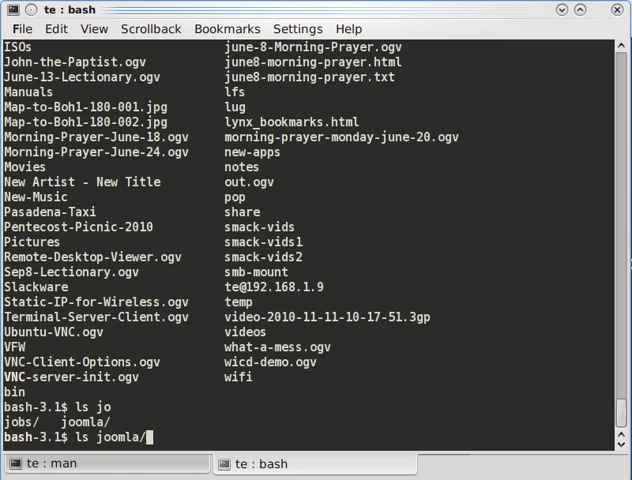 te : bash
File Edit View Scrollback Bookmarks Settings Help
ISOs june-8-Morning-Prayer.ogv
John-the-Paptist.ogv june8-morning-prayer.html
June-13-Lectionary.ogv june8-morning-prayer.txt
Manuals lfs
Map-to-Boh1-180-001.jpg lug
Map-to-Boh1-180-002.jpg lynx_bookmarks.html
Morning-Prayer-June-18.ogv morning-prayer-monday-june-20.ogv
Morning-Prayer-June-24.ogv new-apps
Movies notes
New Artist - New Title out.ogv
New-Music pop
Pasadena-Taxi share
Pentecost-Picnic-2010 smack-vids
Pictures smack-vids1
Remote-Desktop-Viewer.ogv smack-vids2
Sep8-Lectionary.ogv smb-mount
Slackware te@192.168.1.9
Static-IP-for-Wireless.ogv temp
Terminal-Server-Client.ogv video-2010-11-11-10-17-51.3gp
Ubuntu-VNC.ogv videos
VFW what-a-mess.ogv
VNC-Client-Options.ogv wicd-demo.ogv
VNC-server-init.ogv wifi
bin
bash-3.1$ ls jo
jobs/ joomla/
bash-3.1$ ls joomla/
te : man te : bash